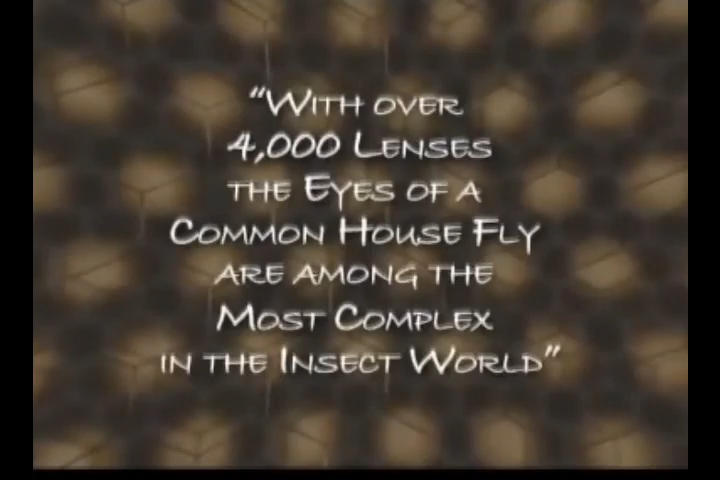 “With over
4,000 Lenses
the Eyes of a
Common House Fly
are among the
Most Complex
in the Insect World”